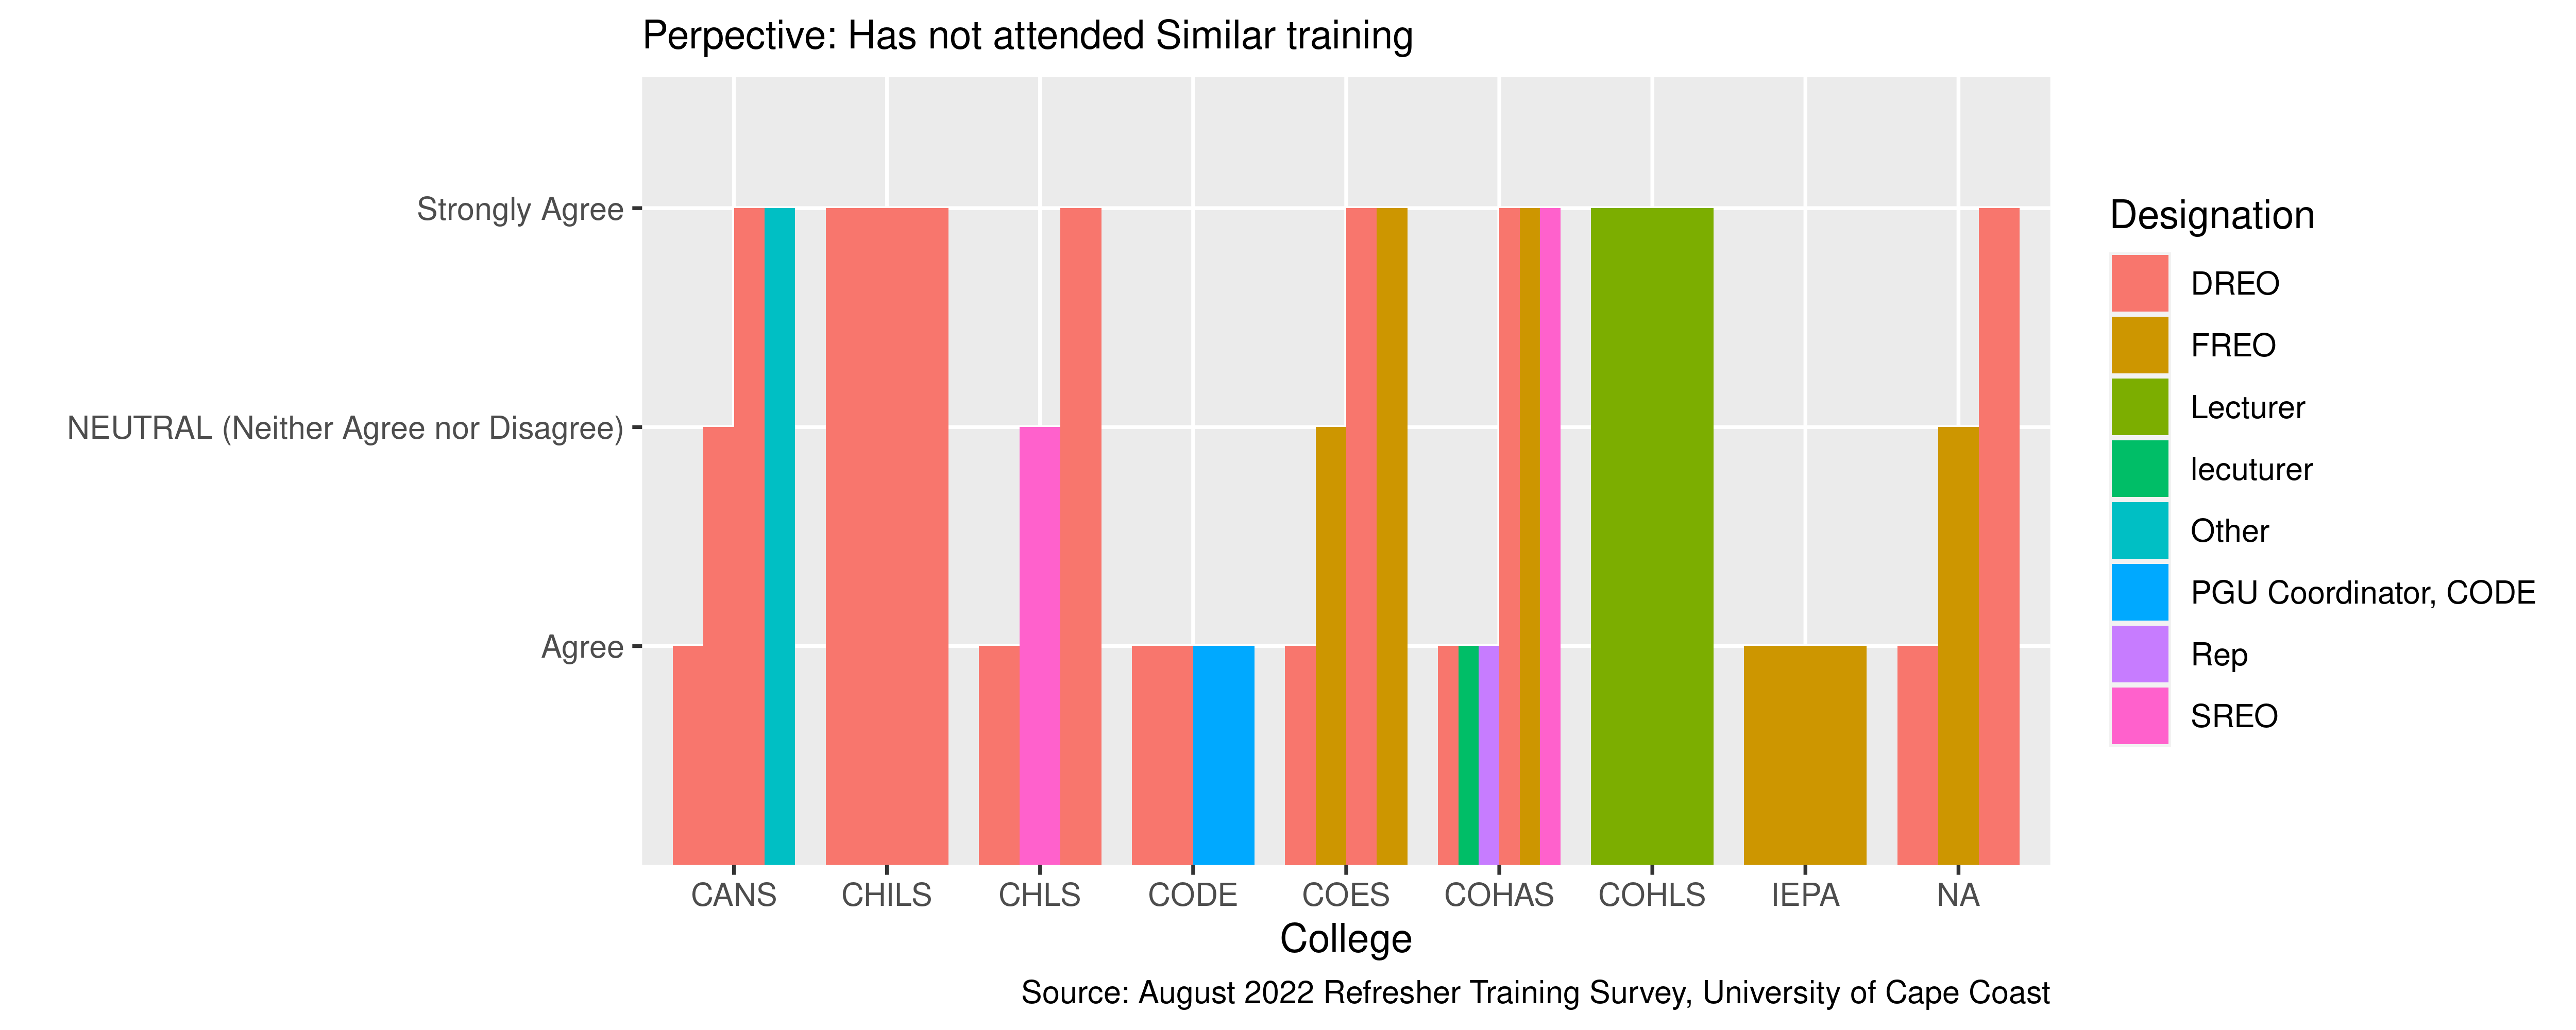 Perpective: Has not attended Similar training
Strongly Agree
NEUTRAL (Neither Agree nor Disagree)
Agree
CANS CHILS CHLS CODE COES COHAS COHLS IEPA NA
College
Source: August 2022 Refresher Training Survey, University of Cape Coast
Designation
DREO
FREO
Lecturer
lecuturer
Other
PGU Coordinator, CODE
Rep
SREO